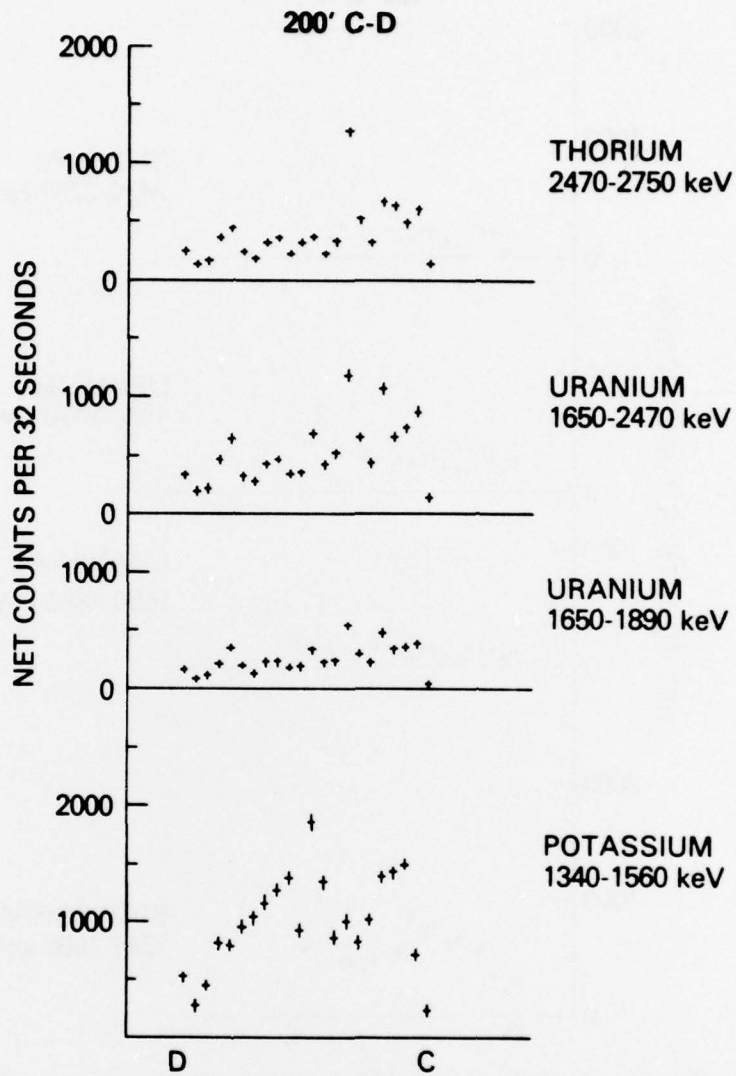 200' C-D
NET COUNTS PER 32 SECONDS
2000
1000
0
THORIUM
2470-2750 keV
1000
0
URANIUM
1650-2470 keV
1000
0
URANIUM
1650-1890 keV
2000
1000
POTASSIUM
1340-1560 keV
D C